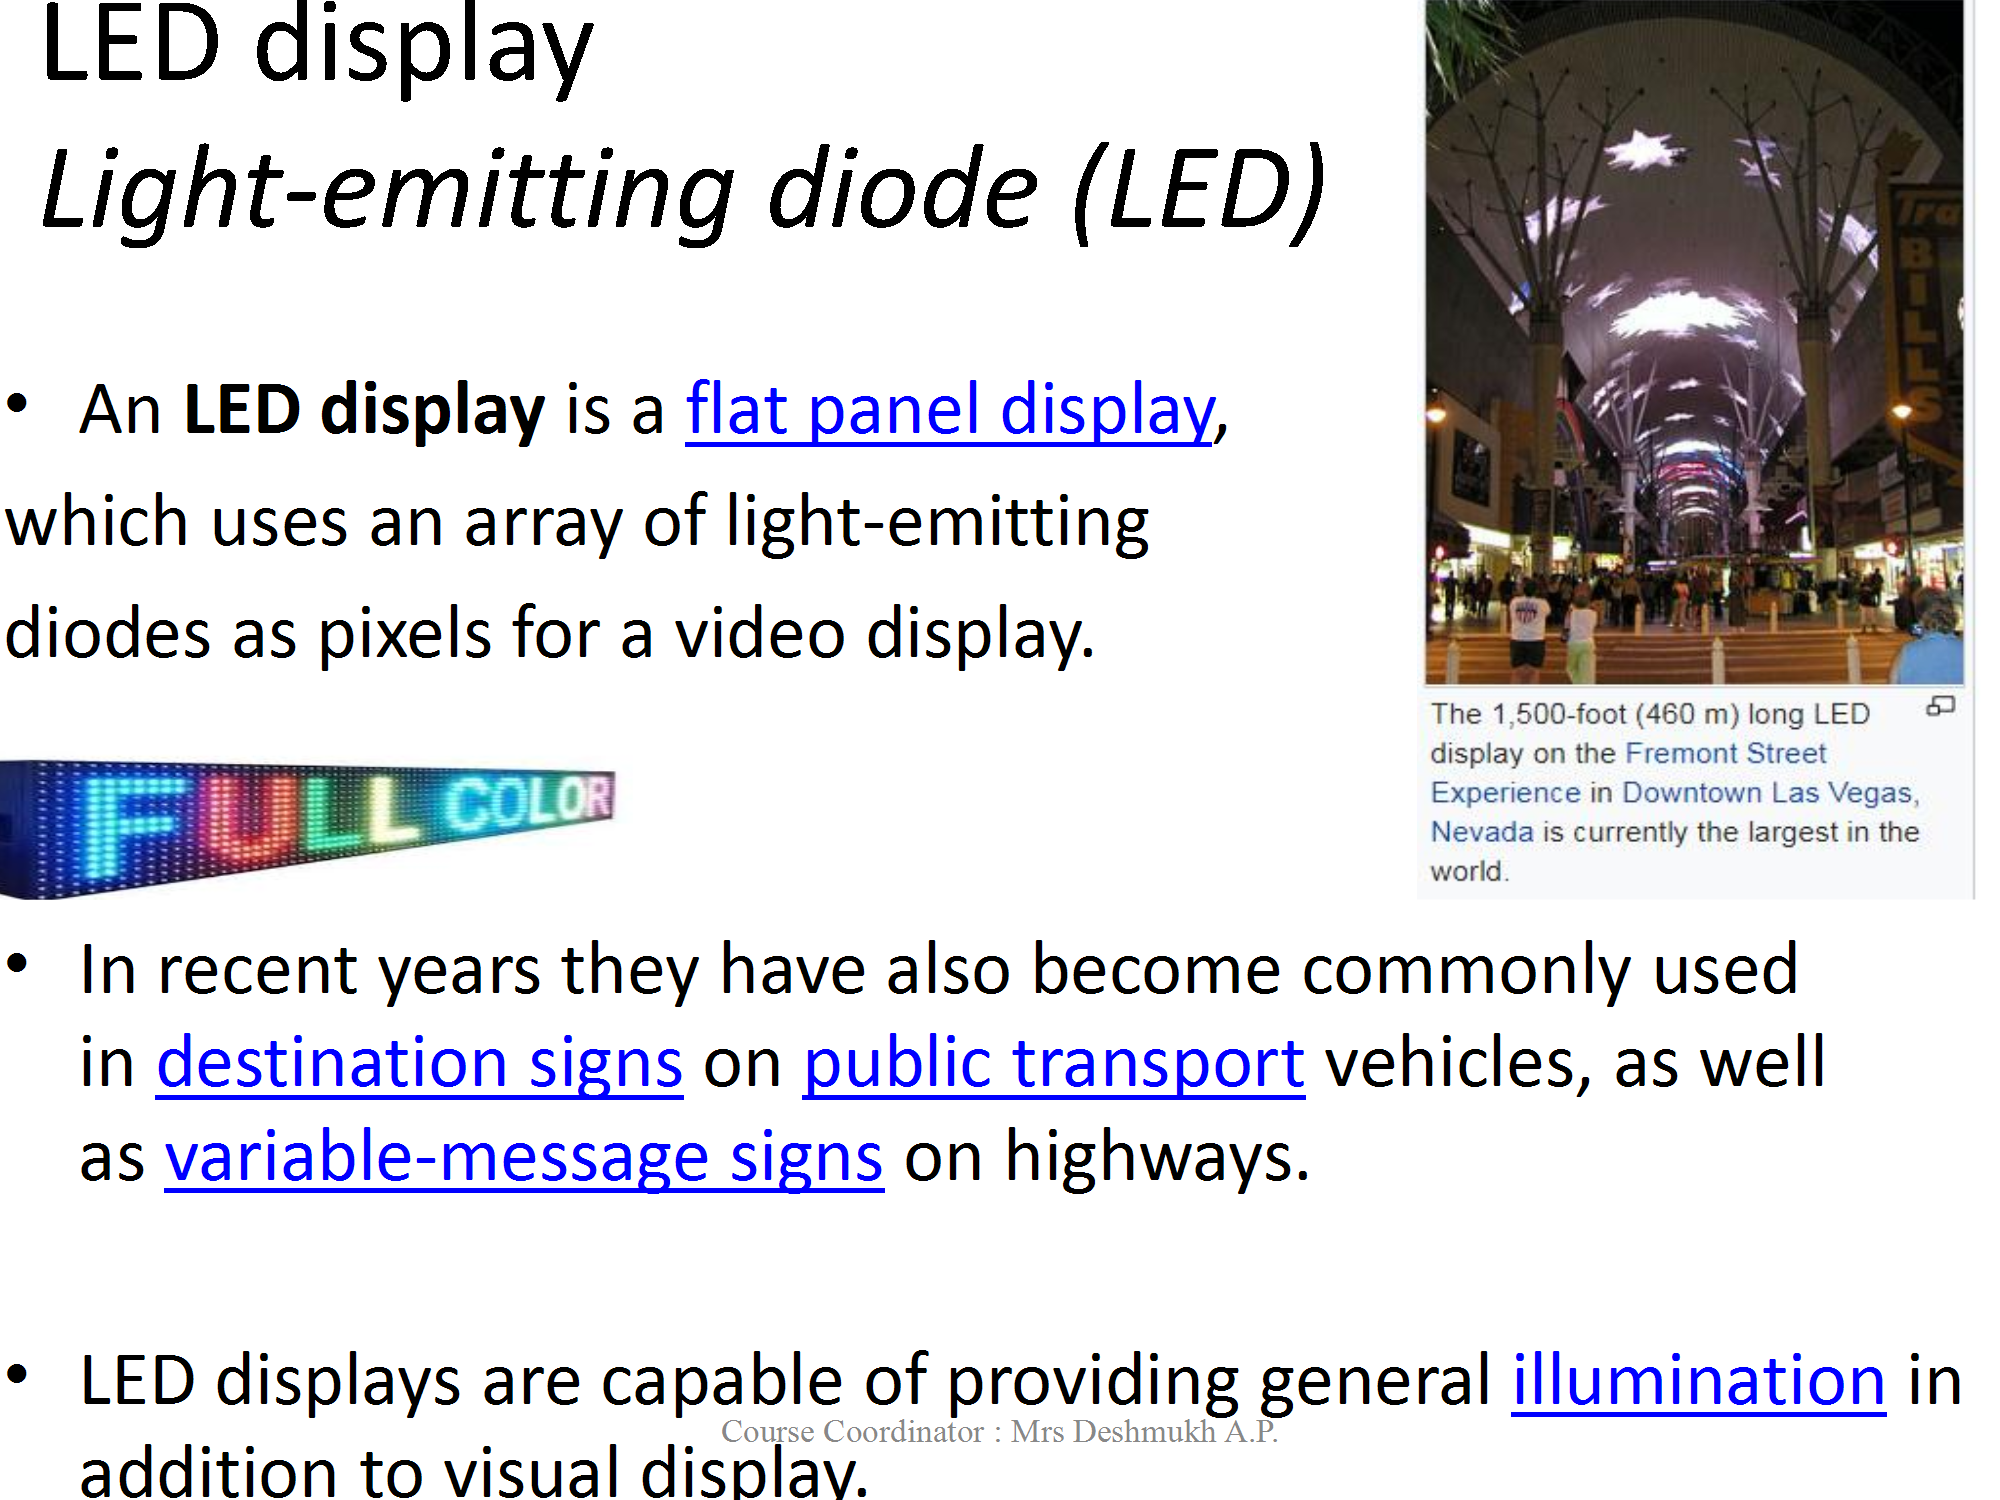 LED display
Light-emitting diode (LED)
• An LED display is a flat panel display,
which uses an array of light-emitting
diodes as pixels for a video display.
BILLS
The 1,500-foot (460 m) long LED
display on the Fremont Street
Experience in Downtown Las Vegas,
Nevada is currently the largest in the
world.
FULL COLOR
• In recent years they have also become commonly used
in destination signs on public transport vehicles, as well
as variable-message signs on highways.
• LED displays are capable of providing general illumination in
addition to visual display.
Course Coordinator : Mrs Deshmukh A.P.